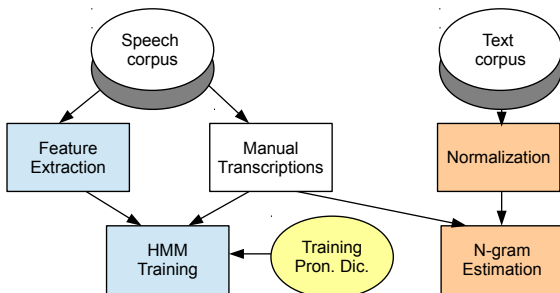 Speech
corpus
Text
corpus
Feature
Extraction
Manual
Transcriptions
Normalization
HMM
Training
Training
Pron. Dic.
N-gram
Estimation